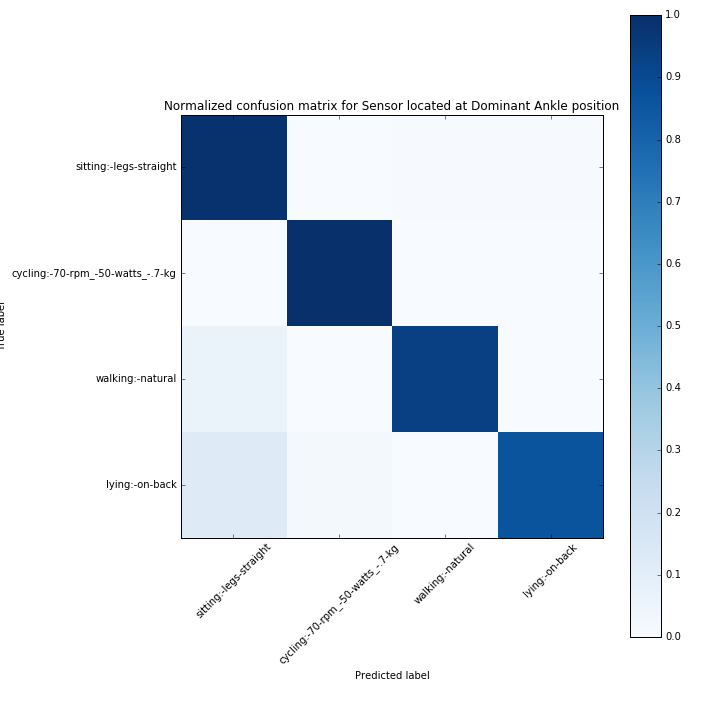 Normalized confusion matrix for Sensor located at Dominant Ankle position
1.0
0.9
0.8
0.7
0.6
0.5
0.4
0.3
0.2
0.1
0.0
sitting:-legs-straight
cycling:-70-rpm_-50-watts_-.7-kg
walking:-natural
lying:-on-back
label
sitting:-legs-straight
cycling:-70-rpm_-50-watts_-.7-kg
walking:-natural
lying:-on-back
Predicted label